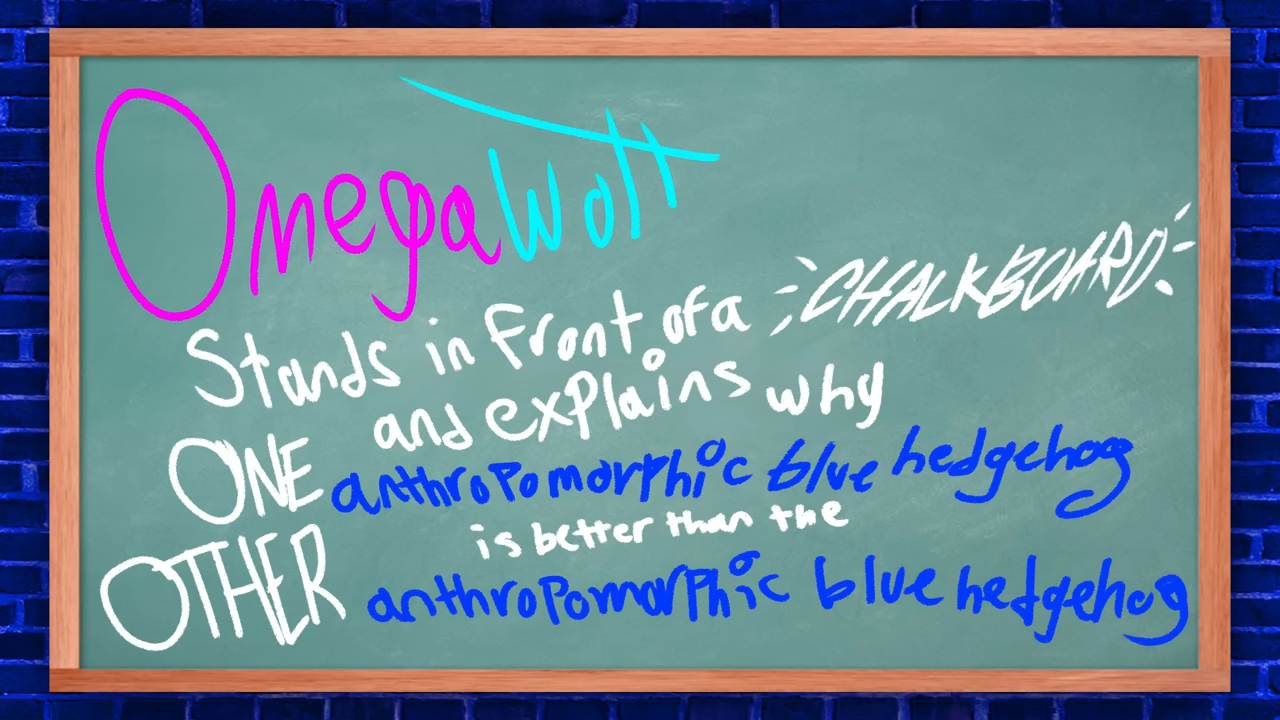 OmegaWolf
Stands in front of a CHALKBOARD
and explains why
ONE anthropomorphic blue hedgehog
is better than the
OTHER anthropomorphic blue hedgehog